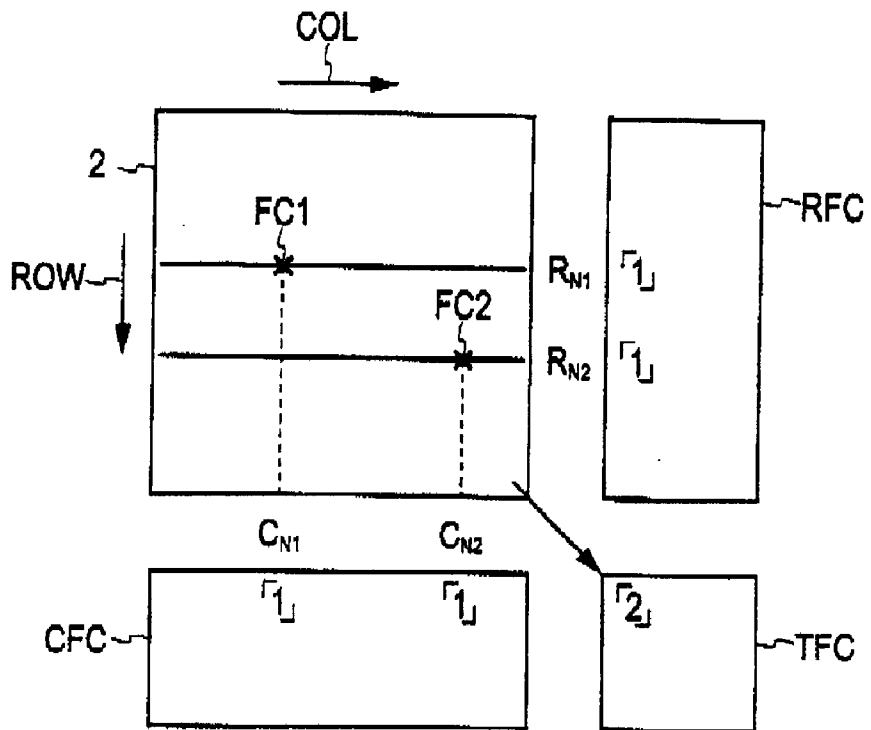 COL
2
RFC
FC1
ROW
R_N1 「1」
FC2
R_N2 「1」
C_N1 C_N2
「1」 「1」 「2」
CFC TFC